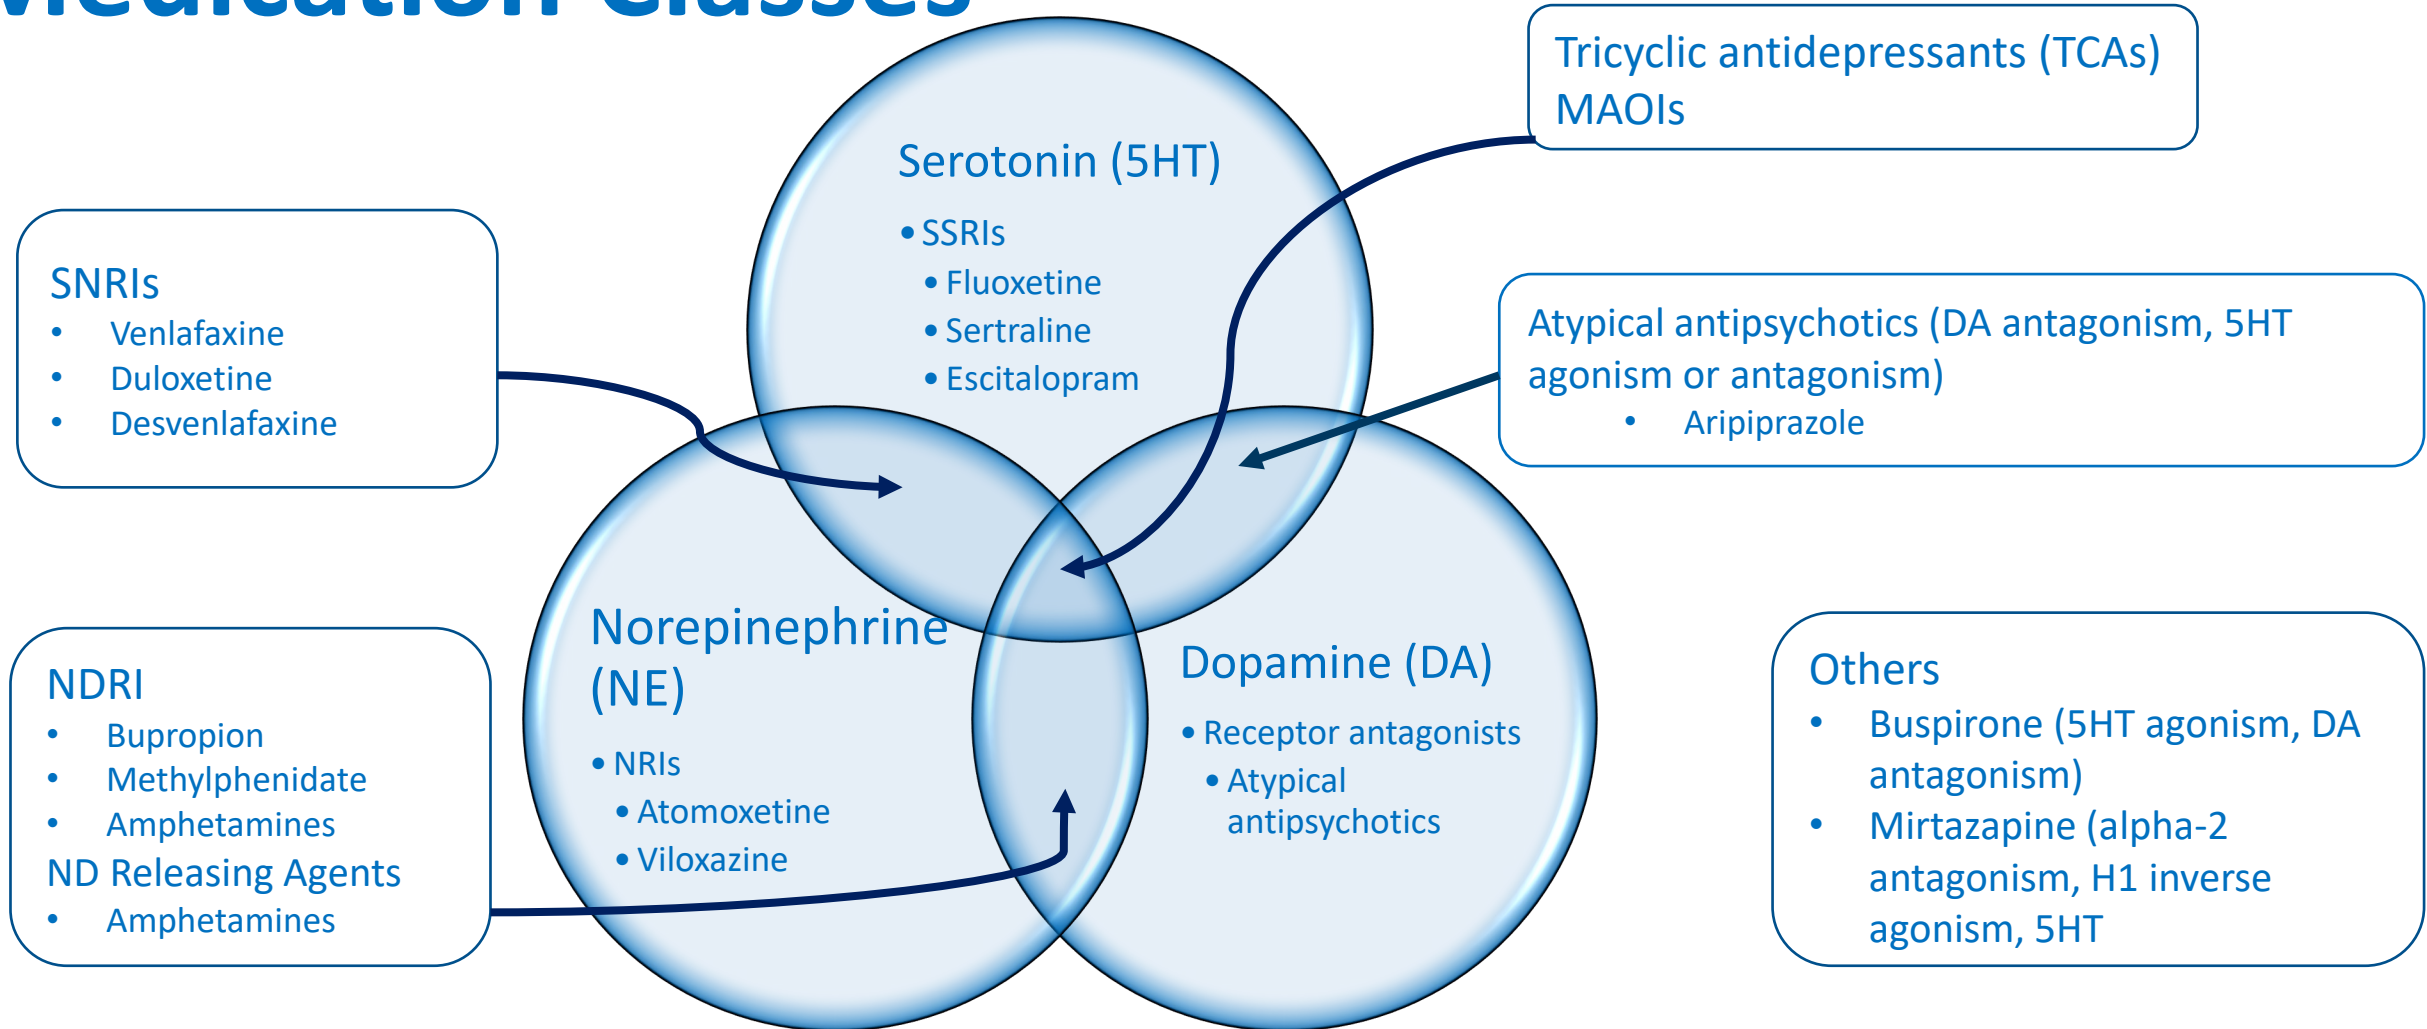 Medication Classes
Tricyclic antidepressants (TCAs)
MAOIs
Serotonin (5HT)
• SSRIs
• Fluoxetine
• Sertraline
• Escitalopram
SNRIs
• Venlafaxine
• Duloxetine
• Desvenlafaxine
Atypical antipsychotics (DA antagonism, 5HT
agonism or antagonism)
• Aripiprazole
Norepinephrine
(NE)
• NRIs
• Atomoxetine
• Viloxazine
Dopamine (DA)
• Receptor antagonists
• Atypical
antipsychotics
NDRI
• Bupropion
• Methylphenidate
• Amphetamines
ND Releasing Agents
• Amphetamines
Others
• Buspirone (5HT agonism, DA
antagonism)
• Mirtazapine (alpha-2
antagonism, H1 inverse
agonism, 5HT